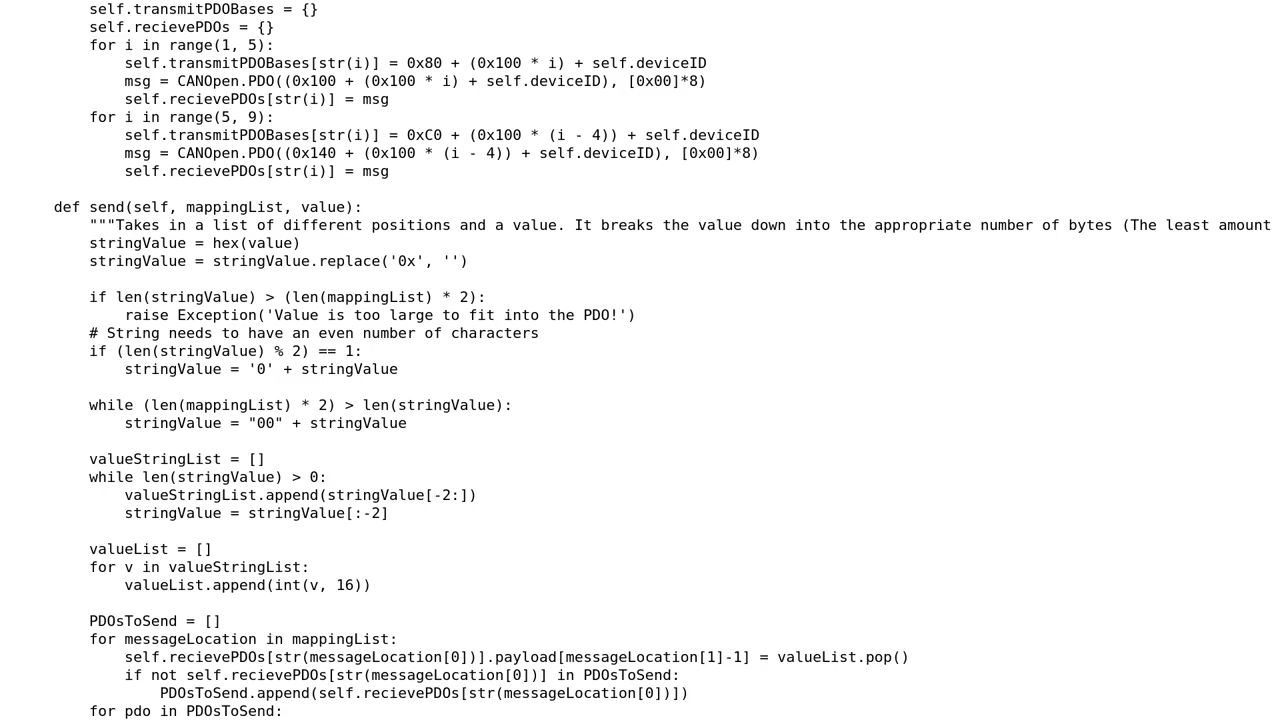 self.transmitPDOBases = {}
self.recievePDOs = {}
for i in range(1, 5):
self.transmitPDOBases[str(i)] = 0x80 + (0x100 * i) + self.deviceID
msg = CANOpen.PDO((0x100 + (0x100 * i) + self.deviceID), [0x00]*8)
self.recievePDOs[str(i)] = msg
for i in range(5, 9):
self.transmitPDOBases[str(i)] = 0xC0 + (0x100 * (i - 4)) + self.deviceID
msg = CANOpen.PDO((0x140 + (0x100 * (i - 4)) + self.deviceID), [0x00]*8)
self.recievePDOs[str(i)] = msg
def send(self, mappingList, value):
"""Takes in a list of different positions and a value. It breaks the value down into the appropriate number of bytes (The least amount
stringValue = hex(value)
stringValue = stringValue.replace('0x', '')
if len(stringValue) > (len(mappingList) * 2):
raise Exception('Value is too large to fit into the PDO!')
# String needs to have an even number of characters
if (len(stringValue) % 2) == 1:
stringValue = '0' + stringValue
while (len(mappingList) * 2) > len(stringValue):
stringValue = "00" + stringValue
valueStringList = []
while len(stringValue) > 0:
valueStringList.append(stringValue[-2:])
stringValue = stringValue[:-2]
valueList = []
for v in valueStringList:
valueList.append(int(v, 16))
PDOsToSend = []
for messageLocation in mappingList:
self.recievePDOs[str(messageLocation[0])].payload[messageLocation[1]-1] = valueList.pop()
if not self.recievePDOs[str(messageLocation[0])] in PDOsToSend:
PDOsToSend.append(self.recievePDOs[str(messageLocation[0])])
for pdo in PDOsToSend: